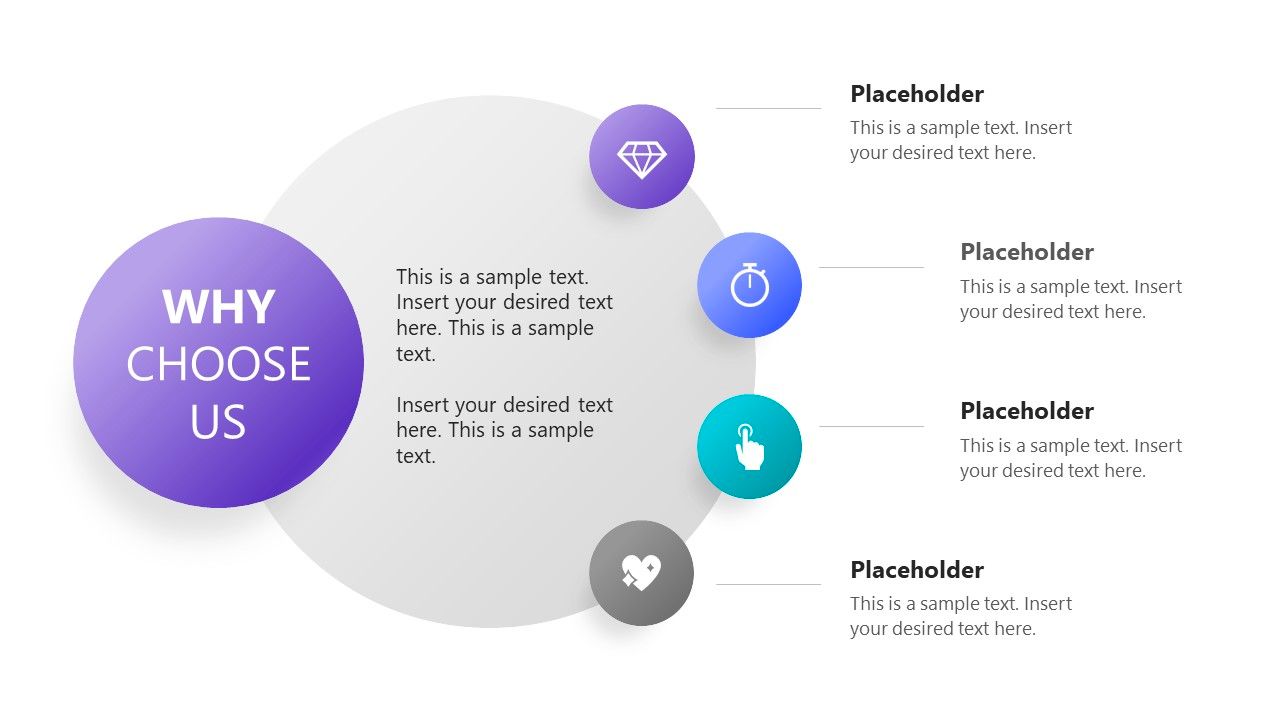 WHY
CHOOSE
US
This is a sample text.
Insert your desired text
here. This is a sample
text.
Insert your desired text
here. This is a sample
text.
Placeholder
This is a sample text. Insert
your desired text here.
Placeholder
This is a sample text. Insert
your desired text here.
Placeholder
This is a sample text. Insert
your desired text here.
Placeholder
This is a sample text. Insert
your desired text here.